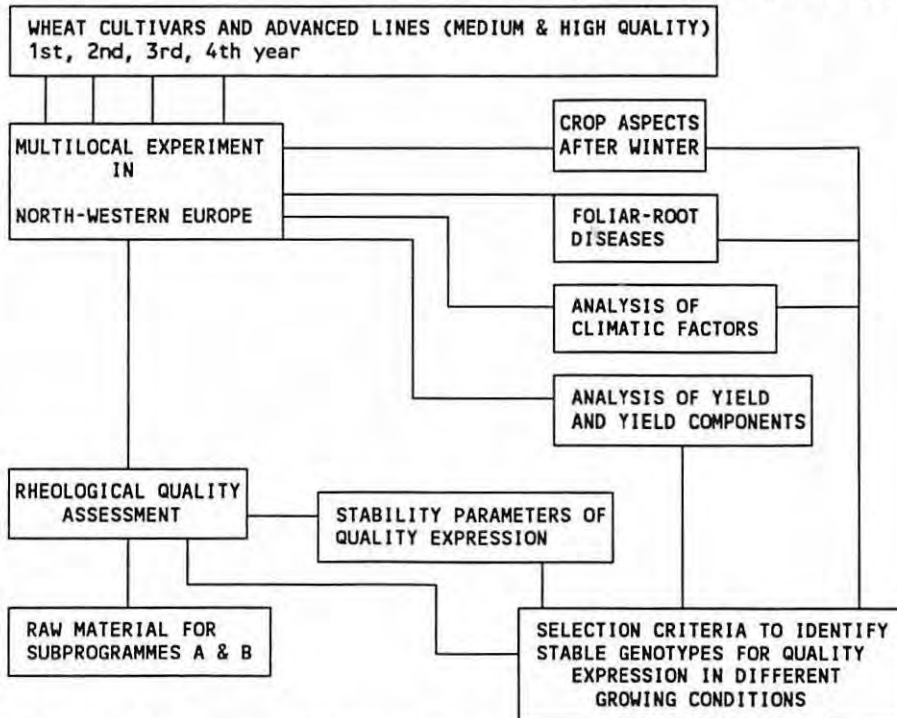 WHEAT CULTIVARS AND ADVANCED LINES (MEDIUM & HIGH QUALITY)
1st, 2nd, 3rd, 4th year
CROP ASPECTS
AFTER WINTER
MULTILOCAL EXPERIMENT
IN
NORTH-WESTERN EUROPE
FOLIAR-ROOT
DISEASES
ANALYSIS OF
CLIMATIC FACTORS
ANALYSIS OF YIELD
AND YIELD COMPONENTS
RHEOLOGICAL QUALITY
ASSESSMENT
STABILITY PARAMETERS OF
QUALITY EXPRESSION
RAW MATERIAL FOR
SUBPROGRAMMES A & B
SELECTION CRITERIA TO IDENTIFY
STABLE GENOTYPES FOR QUALITY
EXPRESSION IN DIFFERENT
GROWING CONDITIONS